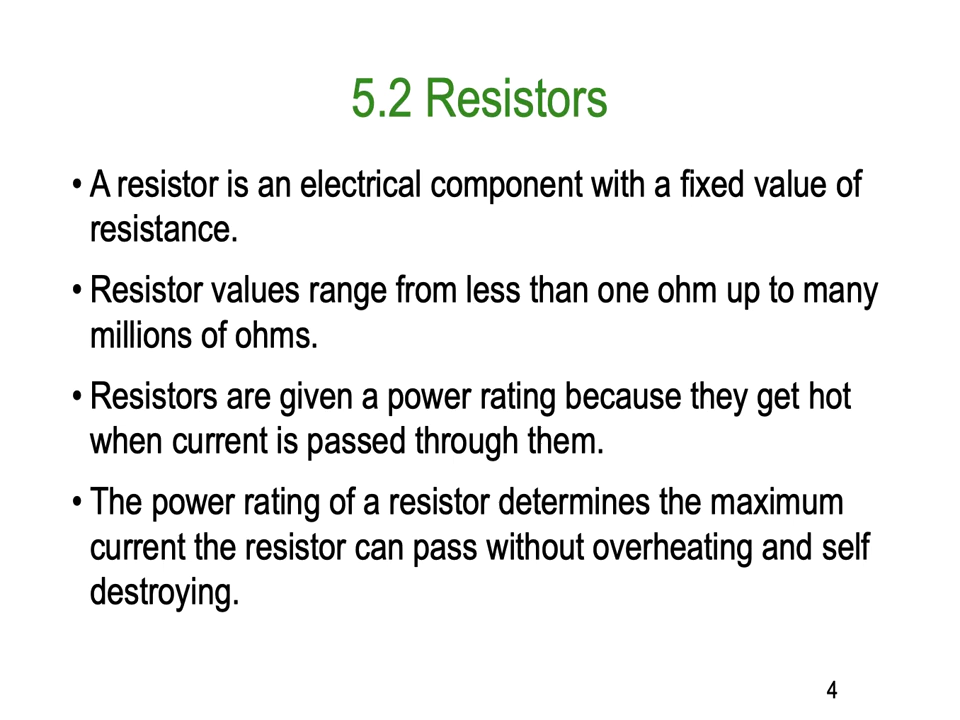 5.2 Resistors
• A resistor is an electrical component with a fixed value of
resistance.
• Resistor values range from less than one ohm up to many
millions of ohms.
• Resistors are given a power rating because they get hot
when current is passed through them.
• The power rating of a resistor determines the maximum
current the resistor can pass without overheating and self
destroying.
4